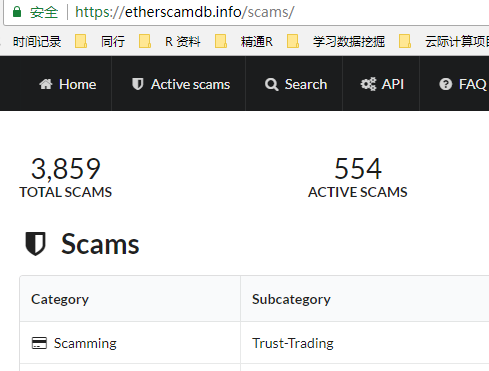 安全 https://etherscamdb.info/scams/
时间记录 同行 R 资料 精通R 学习数据挖掘 云际计算项目
Home Active scams Search API FAQ
3,859 554
TOTAL SCAMS ACTIVE SCAMS
Scams
Category Subcategory
Scamming Trust-Trading